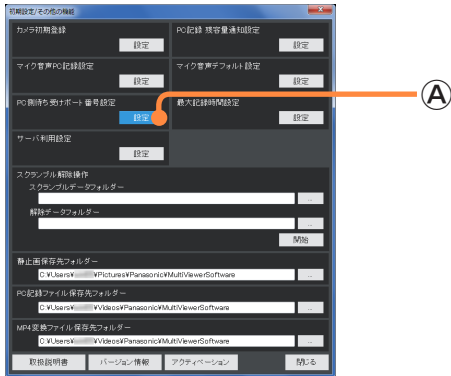 初期設定/その他の機能
カメラ初期登録
設定
PC記録 残容量通知設定
設定
マイク音声PC記録設定
設定
マイク音声デフォルト設定
設定
PC側待ち受けポート番号設定
設定
最大記録時間設定
設定
A
サーバ利用設定
設定
スクランブル解除操作
スクランブルデータフォルダー
...
解除データフォルダー
...
開始
静止画保存先フォルダー
C:¥Users¥ ¥Pictures¥Panasonic¥MultiViewerSoftware ...
PC記録ファイル保存先フォルダー
C:¥Users¥ ¥Videos¥Panasonic¥MultiViewerSoftware ...
MP4変換ファイル保存先フォルダー
C:¥Users¥ ¥Videos¥Panasonic¥MultiViewerSoftware ...
取扱説明書 バージョン情報 アクティベーション 閉じる